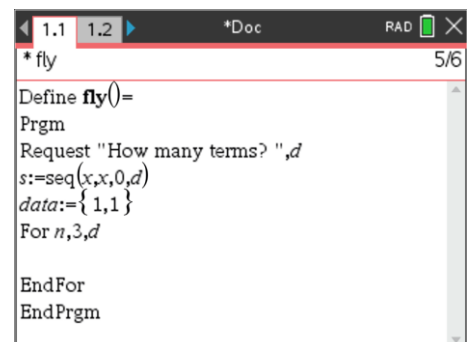 1.1 1.2 *Doc RAD
* fly 5/6
Define fly()=
Prgm
Request "How many terms? ",d
s:=seq(x,x,0,d)
data:={1,1}
For n,3,d
EndFor
EndPrgm